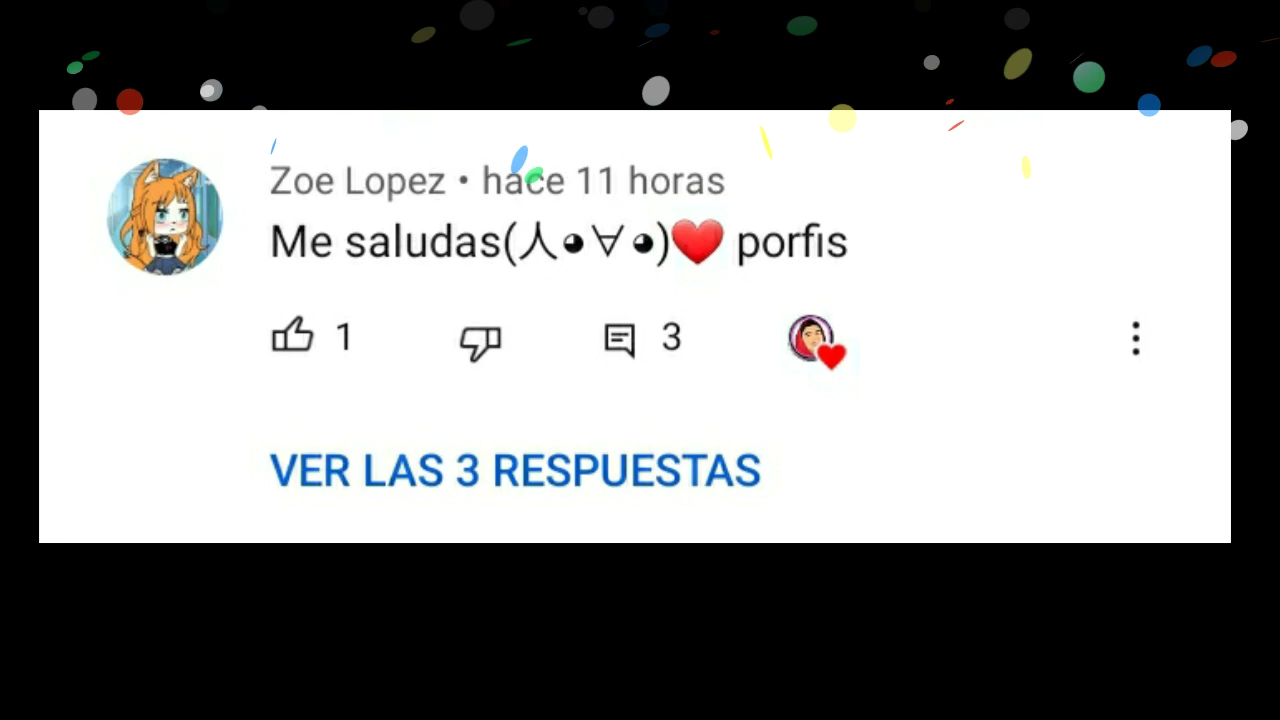 Zoe Lopez • hace 11 horas
Me saludas(人◕∀◕)❤️ porfis
1 3
VER LAS 3 RESPUESTAS